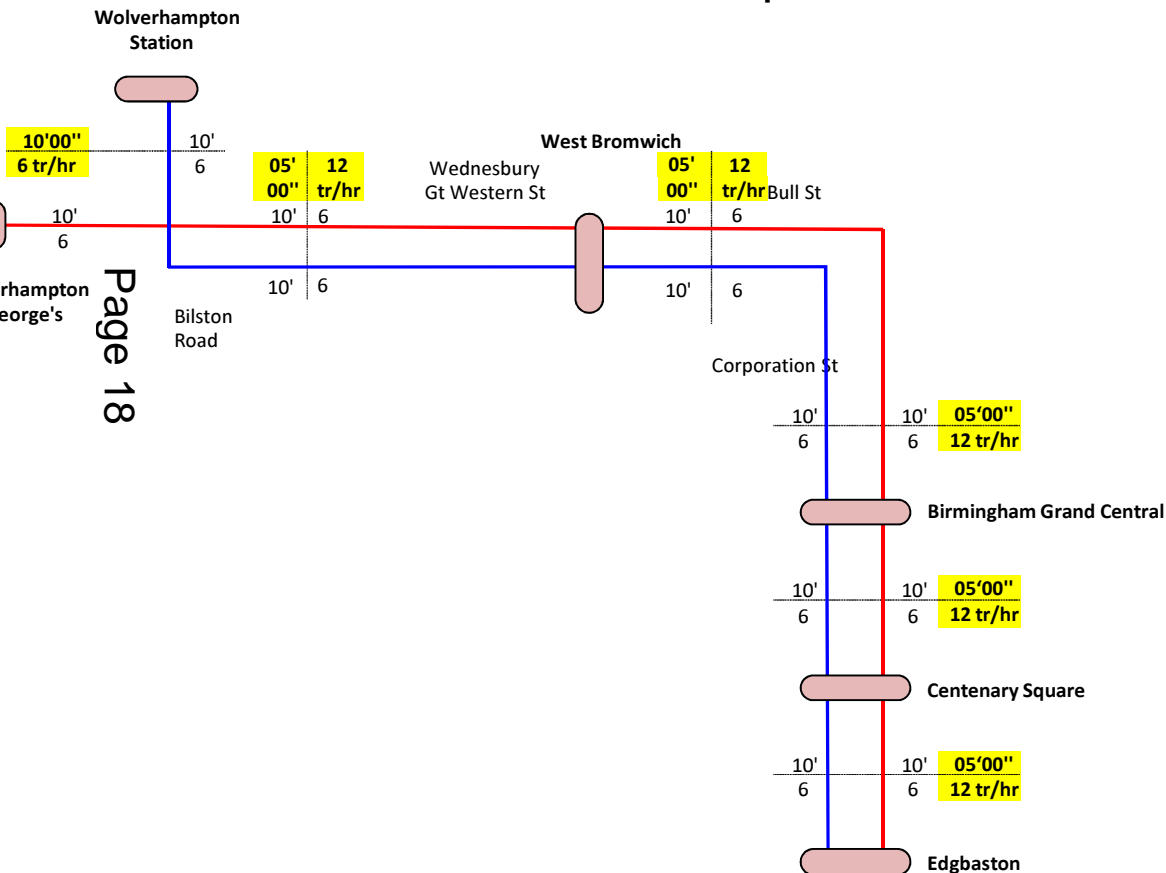 Wolverhampton
Station
10'00''
6 tr/hr
10'
6
05'
00''
12
tr/hr
Wednesbury
Gt Western St
West Bromwich
05'
00''
12
tr/hr
Bull St
10'
6
10'
6
10'
6
rhampton
eorge's
Page 18
10'
6
Bilston
Road
10'
6
Corporation St
10'
6
10'
6
05‘00''
12 tr/hr
Birmingham Grand Central
10'
6
10'
6
05‘00''
12 tr/hr
Centenary Square
10'
6
10'
6
05‘00''
12 tr/hr
Edgbaston